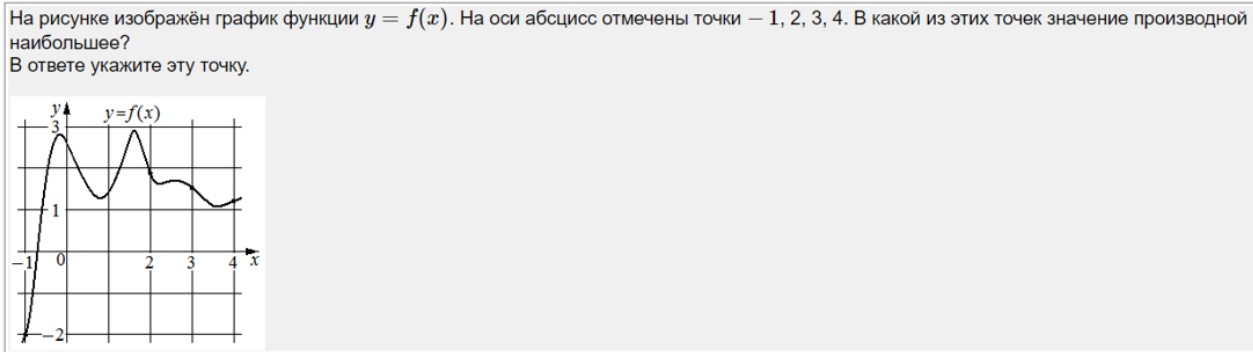 На рисунке изображён график функции y = f(x). На оси абсцисс отмечены точки − 1, 2, 3, 4. В какой из этих точек значение производной
наибольшее?
В ответе укажите эту точку.
y y=f(x)
3
1
−1 0 2 3 4 x
−2